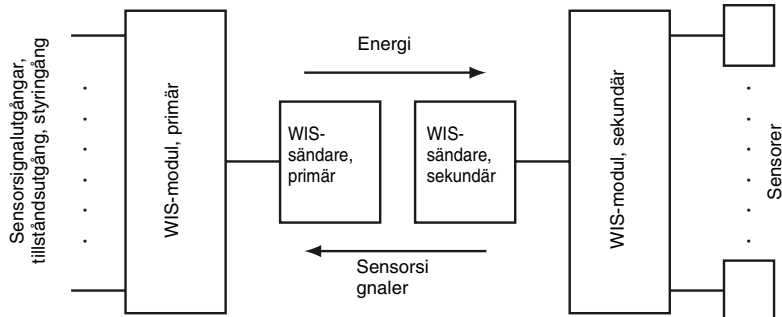 Sensorsignalutgångar,
tillståndsutgång, styringång
WIS-modul, primär
Energi
WIS-
sändare,
primär
WIS-
sändare,
sekundär
Sensorsi
gnaler
WIS-modul, sekundär
Sensorer